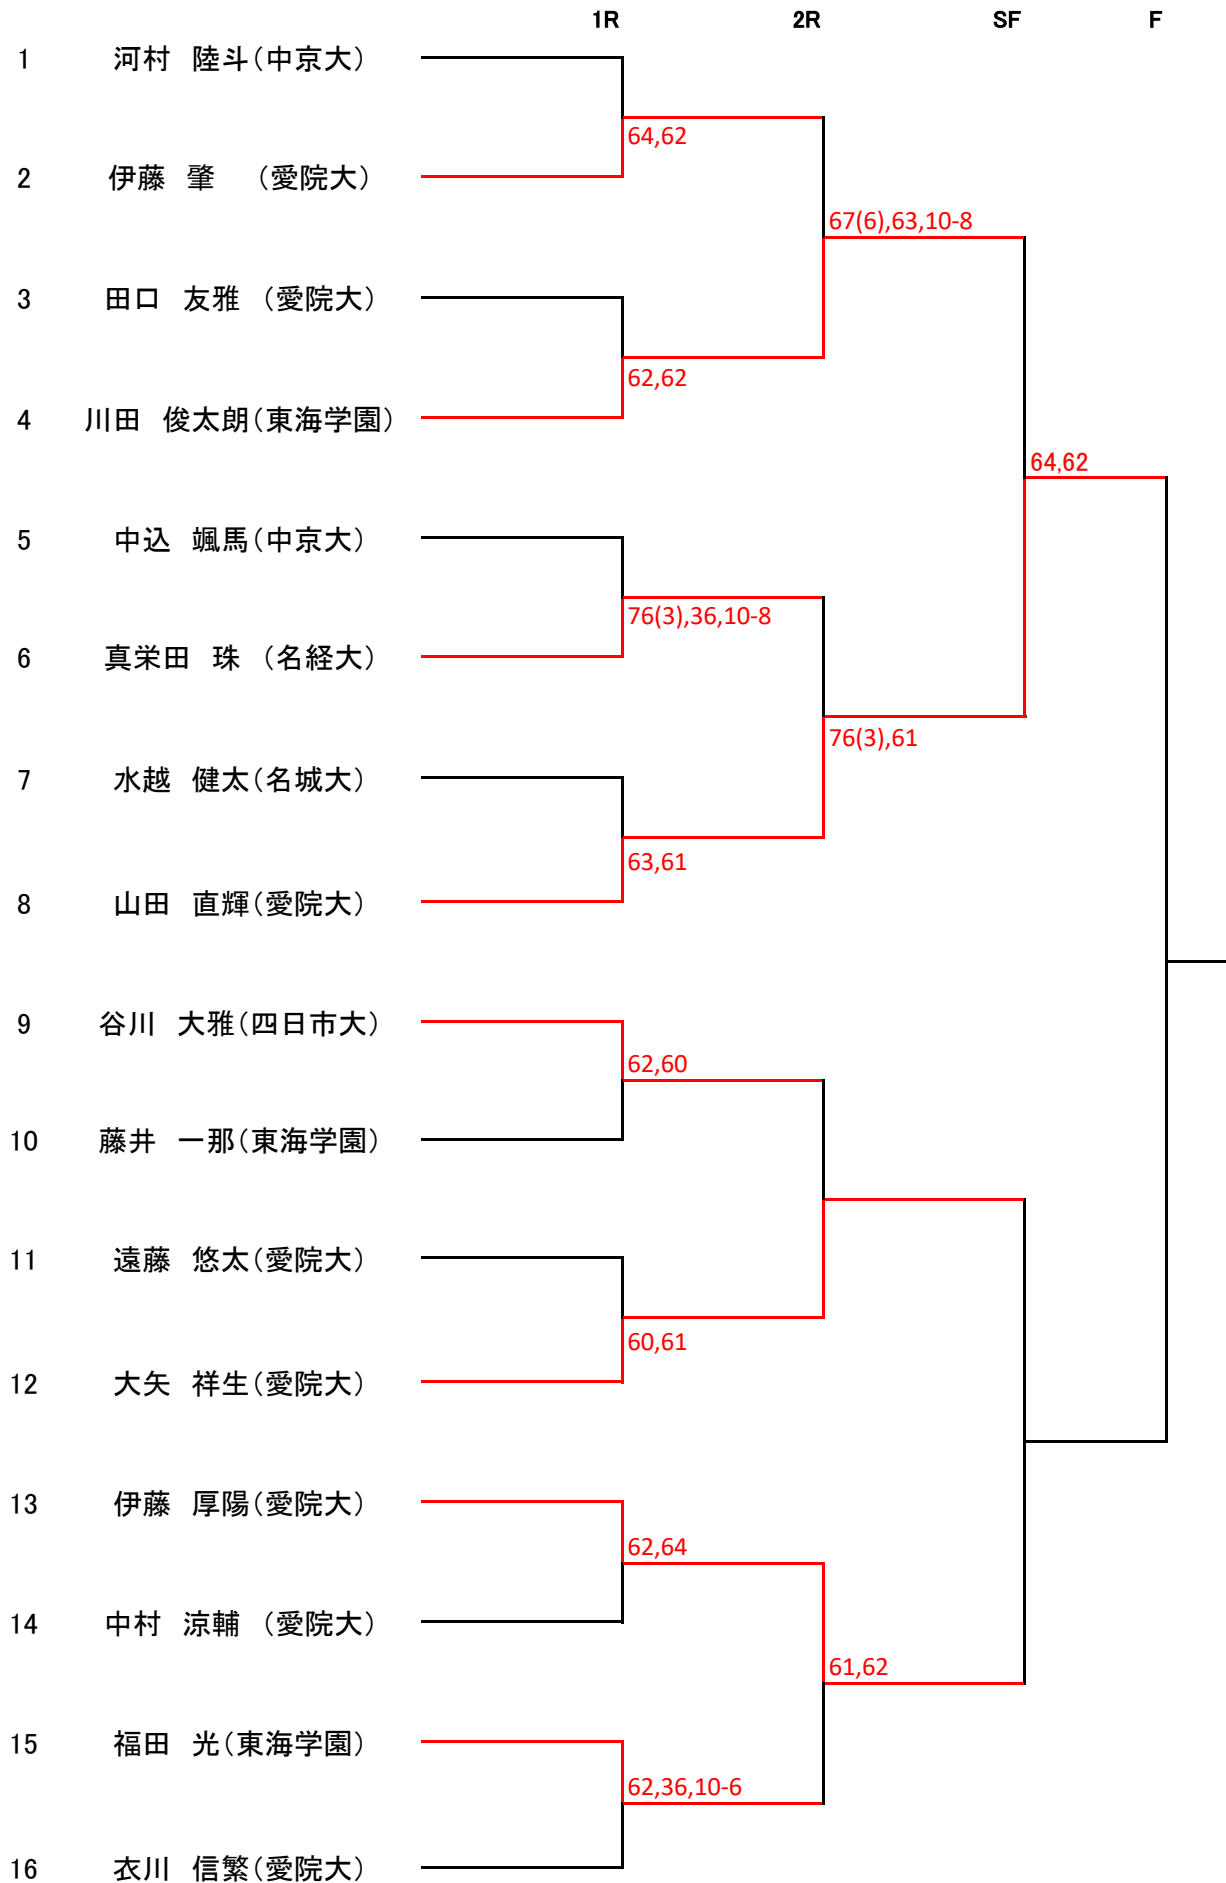 1R 2R SF F
1 河村 陸斗(中京大)
64,62
2 伊藤 肇 (愛院大)
67(6),63,10-8
3 田口 友雅 (愛院大)
62,62
4 川田 俊太朗(東海学園)
64,62
5 中込 颯馬(中京大)
76(3),36,10-8
6 真栄田 珠 (名経大)
76(3),61
7 水越 健太(名城大)
63,61
8 山田 直輝(愛院大)
9 谷川 大雅(四日市大)
62,60
10 藤井 一那(東海学園)
11 遠藤 悠太(愛院大)
60,61
12 大矢 祥生(愛院大)
13 伊藤 厚陽(愛院大)
62,64
14 中村 涼輔 (愛院大)
61,62
15 福田 光(東海学園)
62,36,10-6
16 衣川 信繁(愛院大)